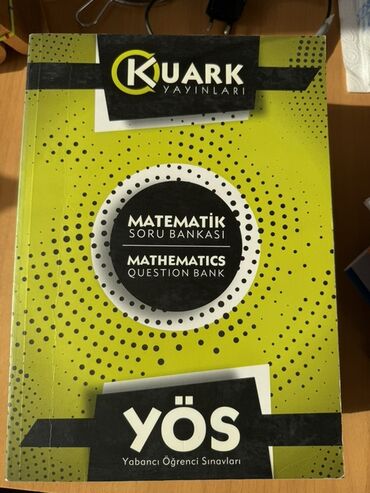 KUARK
YAYINLARI
MATEMATİK
SORU BANKASI
MATHEMATICS
QUESTION BANK
YÖS
Yabancı Öğrenci Sınavları